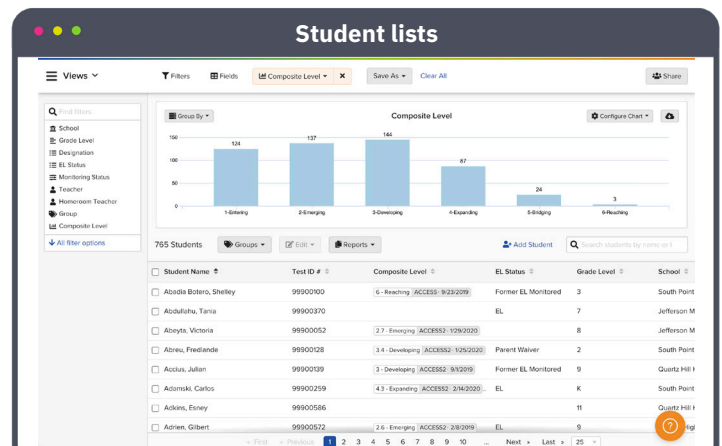 Student lists
Views
Filters
Fields
Composite Level
Save As
Clear All
Share
Find filters
School
Grade Level
Designation
EL Status
Monitoring Status
Teacher
Homeroom Teacher
Group
Composite Level
All filter options
Group By
Composite Level
Configure Chart
150
100
50
0
124
137
144
87
24
3
1-Entering
2-Emerging
3-Developing
4-Expanding
5-Bridging
6-Reaching
765 Students
Groups
Edit
Reports
Add Student
Search students by name or I
Student Name Test ID # Composite Level EL Status Grade Level School
Abadia Botero, Shelley 99900100 6 - Reaching ACCESS - 9/23/2019 Former EL Monitored 3 South Point
Abdullahu, Tania 99900370 EL 7 Jefferson M
Abeyta, Victoria 99900052 2.7 - Emerging ACCESS2 - 1/29/2020 8 Jefferson M
Abreu, Frediande 99900128 3.4 - Developing ACCESS2 - 1/25/2020 Parent Waiver 2 South Point
Accius, Julian 99900139 3 - Developing ACCESS2 - 9/1/2019 Former EL Monitored 9 Quartz Hill H
Adamski, Carlos 99900259 4.3 - Expanding ACCESS2 - 2/14/2020 ... EL K South Point
Adkins, Esney 99900586 11 Quartz Hill H
Adrien, Gilbert 99900572 2.6 - Emerging ACCESS2 - 2/8/2019 EL 9
« First ‹ Previous 1 2 3 4 5 6 7 8 9 10 ... Next › Last » 25